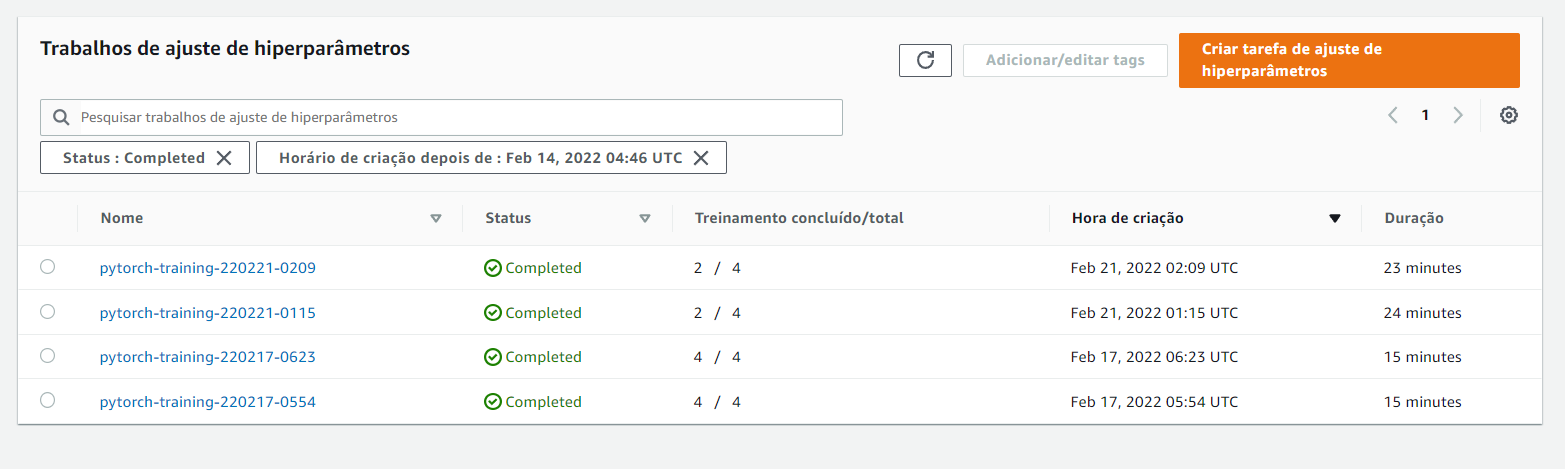 Trabalhos de ajuste de hiperparâmetros
Adicionar/editar tags
Criar tarefa de ajuste de
hiperparâmetros
Pesquisar trabalhos de ajuste de hiperparâmetros
1
Status : Completed
Horário de criação depois de : Feb 14, 2022 04:46 UTC
Nome Status Treinamento concluído/total Hora de criação Duração
pytorch-training-220221-0209 Completed 2 / 4 Feb 21, 2022 02:09 UTC 23 minutes
pytorch-training-220221-0115 Completed 2 / 4 Feb 21, 2022 01:15 UTC 24 minutes
pytorch-training-220217-0623 Completed 4 / 4 Feb 17, 2022 06:23 UTC 15 minutes
pytorch-training-220217-0554 Completed 4 / 4 Feb 17, 2022 05:54 UTC 15 minutes